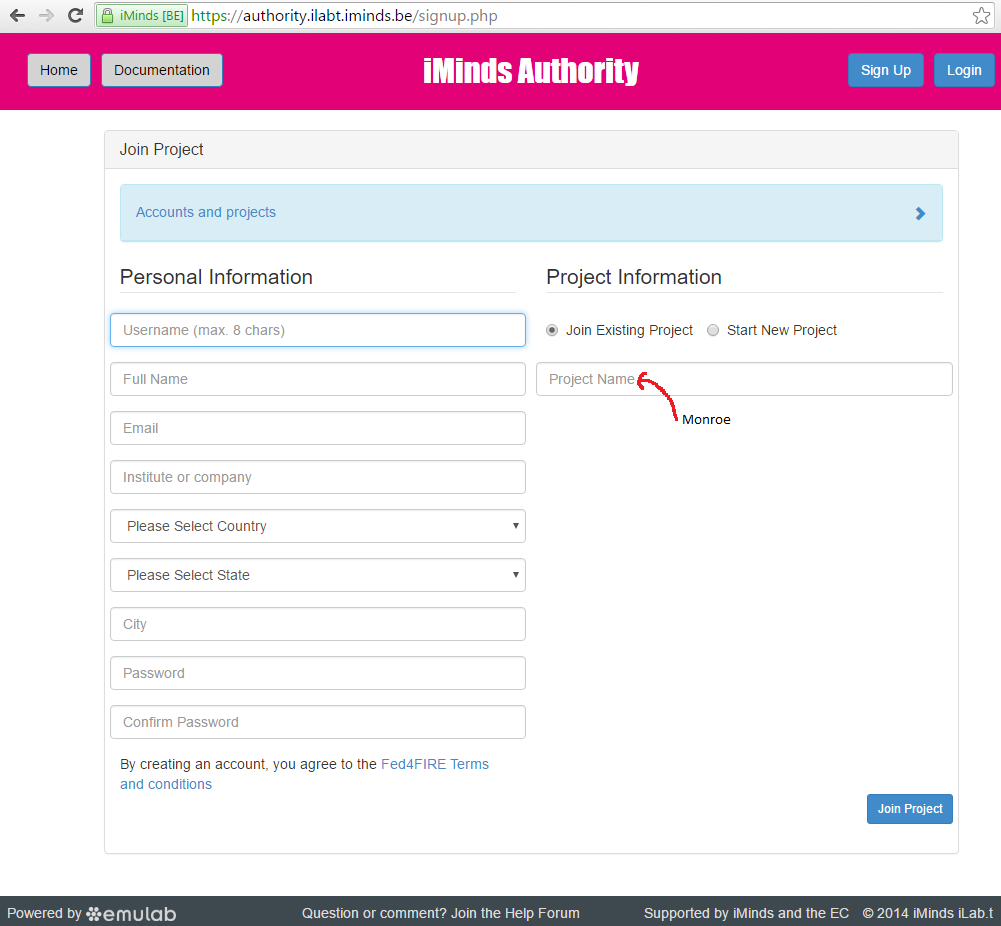 iMinds [BE] https://authority.ilabt.iminds.be/signup.php
Home Documentation iMinds Authority Sign Up Login
Join Project
Accounts and projects
Personal Information
Username (max. 8 chars)
Full Name
Email
Institute or company
Please Select Country
Please Select State
City
Password
Confirm Password
By creating an account, you agree to the Fed4FIRE Terms
and conditions
Project Information
Join Existing Project Start New Project
Project Name
Monroe
Join Project
Powered by emulab Question or comment? Join the Help Forum Supported by iMinds and the EC © 2014 iMinds iLab.t